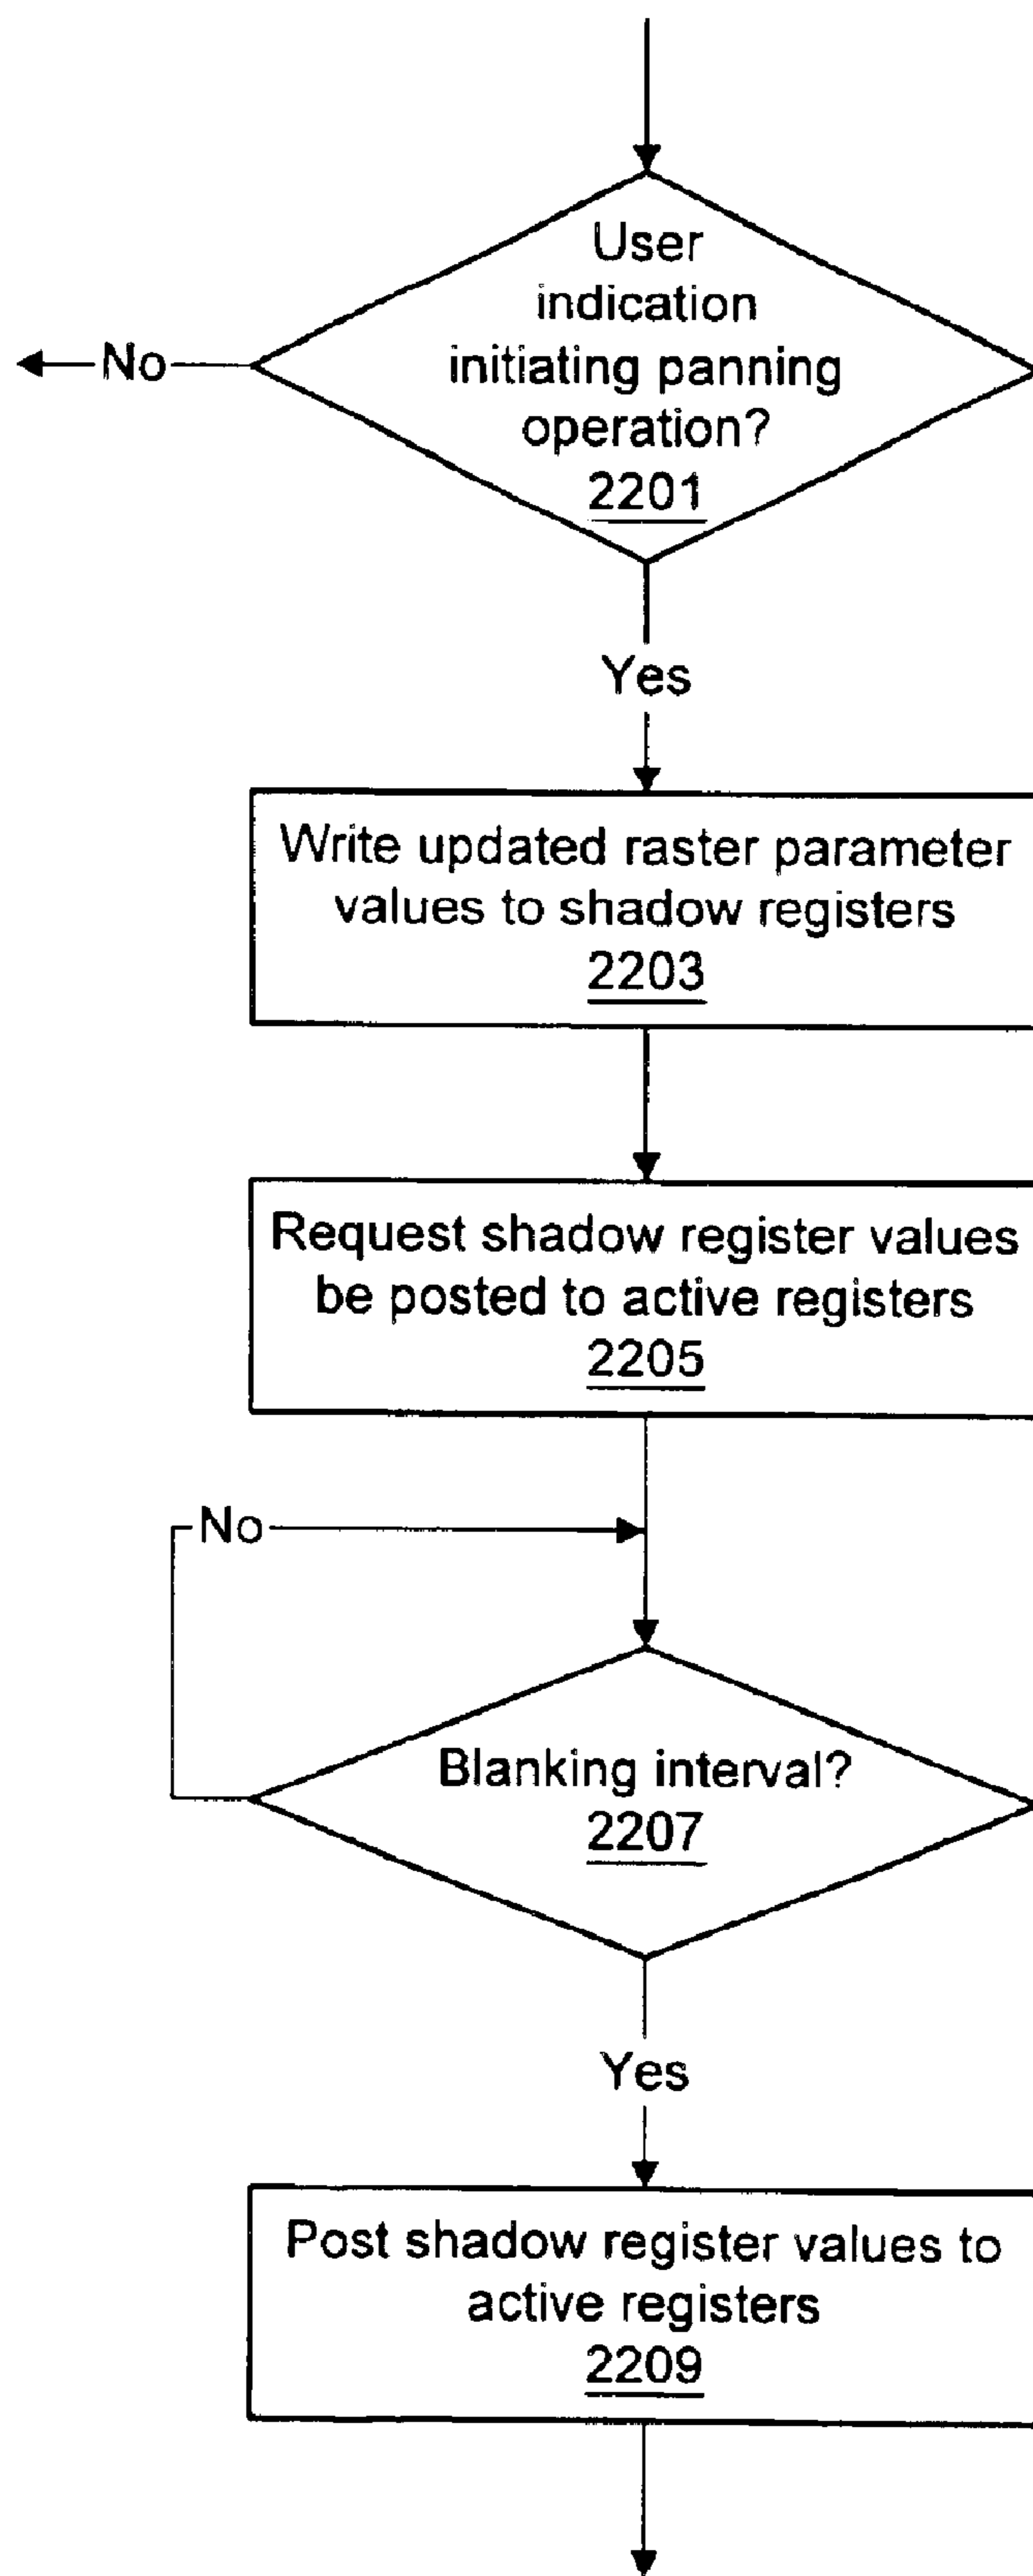 User
indication
initiating panning
operation?
2201
No
Yes
Write updated raster parameter
values to shadow registers
2203
Request shadow register values
be posted to active registers
2205
No
Blanking interval?
2207
Yes
Post shadow register values to
active registers
2209